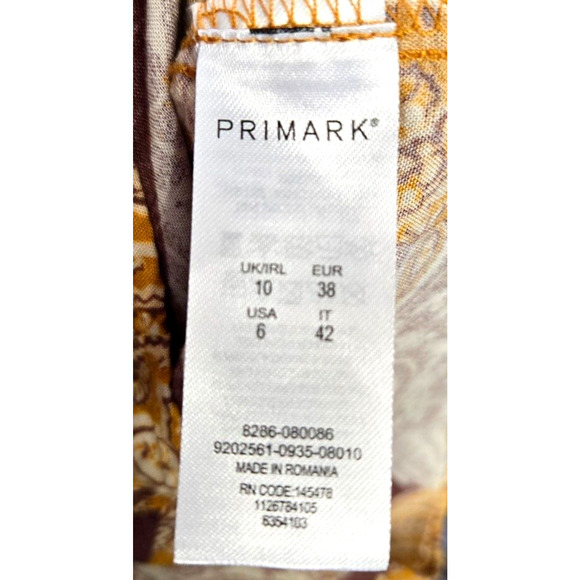 PRIMARK®
UK/IRL EUR
10 38
USA IT
6 42
8286-080086
9202561-0935-08010
MADE IN ROMANIA
RN CODE:145478
1126784105
6354103